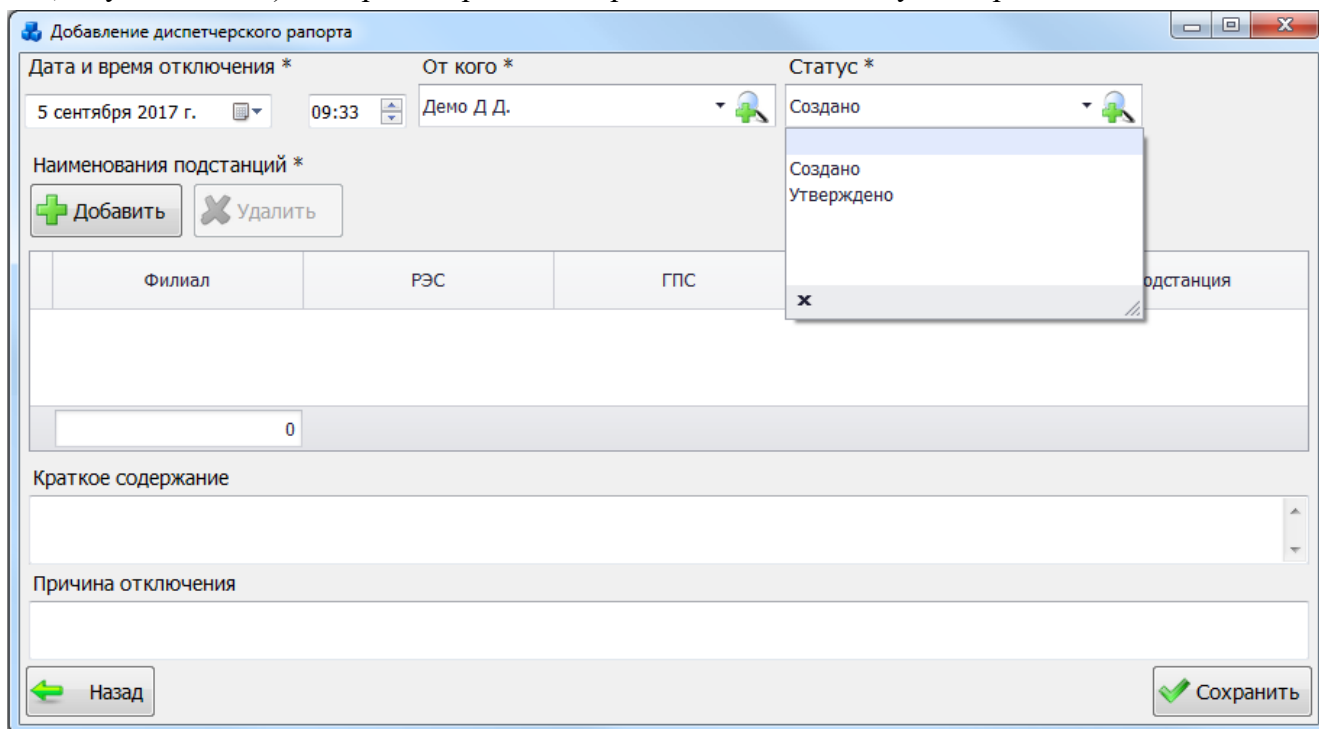 Добавление диспетчерского рапорта
Дата и время отключения * От кого * Статус *
5 сентября 2017 г. 09:33 Демо Д Д. Создано
Создано
Утверждено
Наименования подстанций *
Добавить Удалить
Филиал РЭС ГПС одстанция
x
0
Краткое содержание
Причина отключения
Назад Сохранить